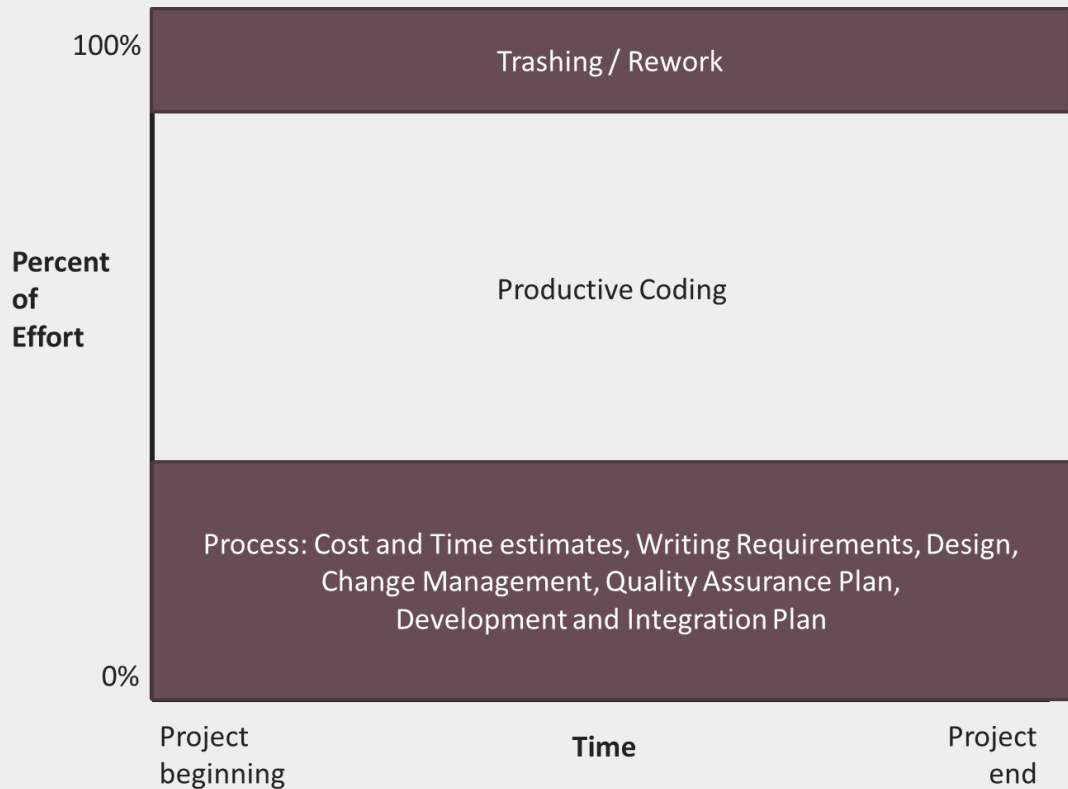 100%
Trashing / Rework
Percent
of
Effort
Productive Coding
Process: Cost and Time estimates, Writing Requirements, Design,
Change Management, Quality Assurance Plan,
Development and Integration Plan
0%
Project
beginning
Time
Project
end